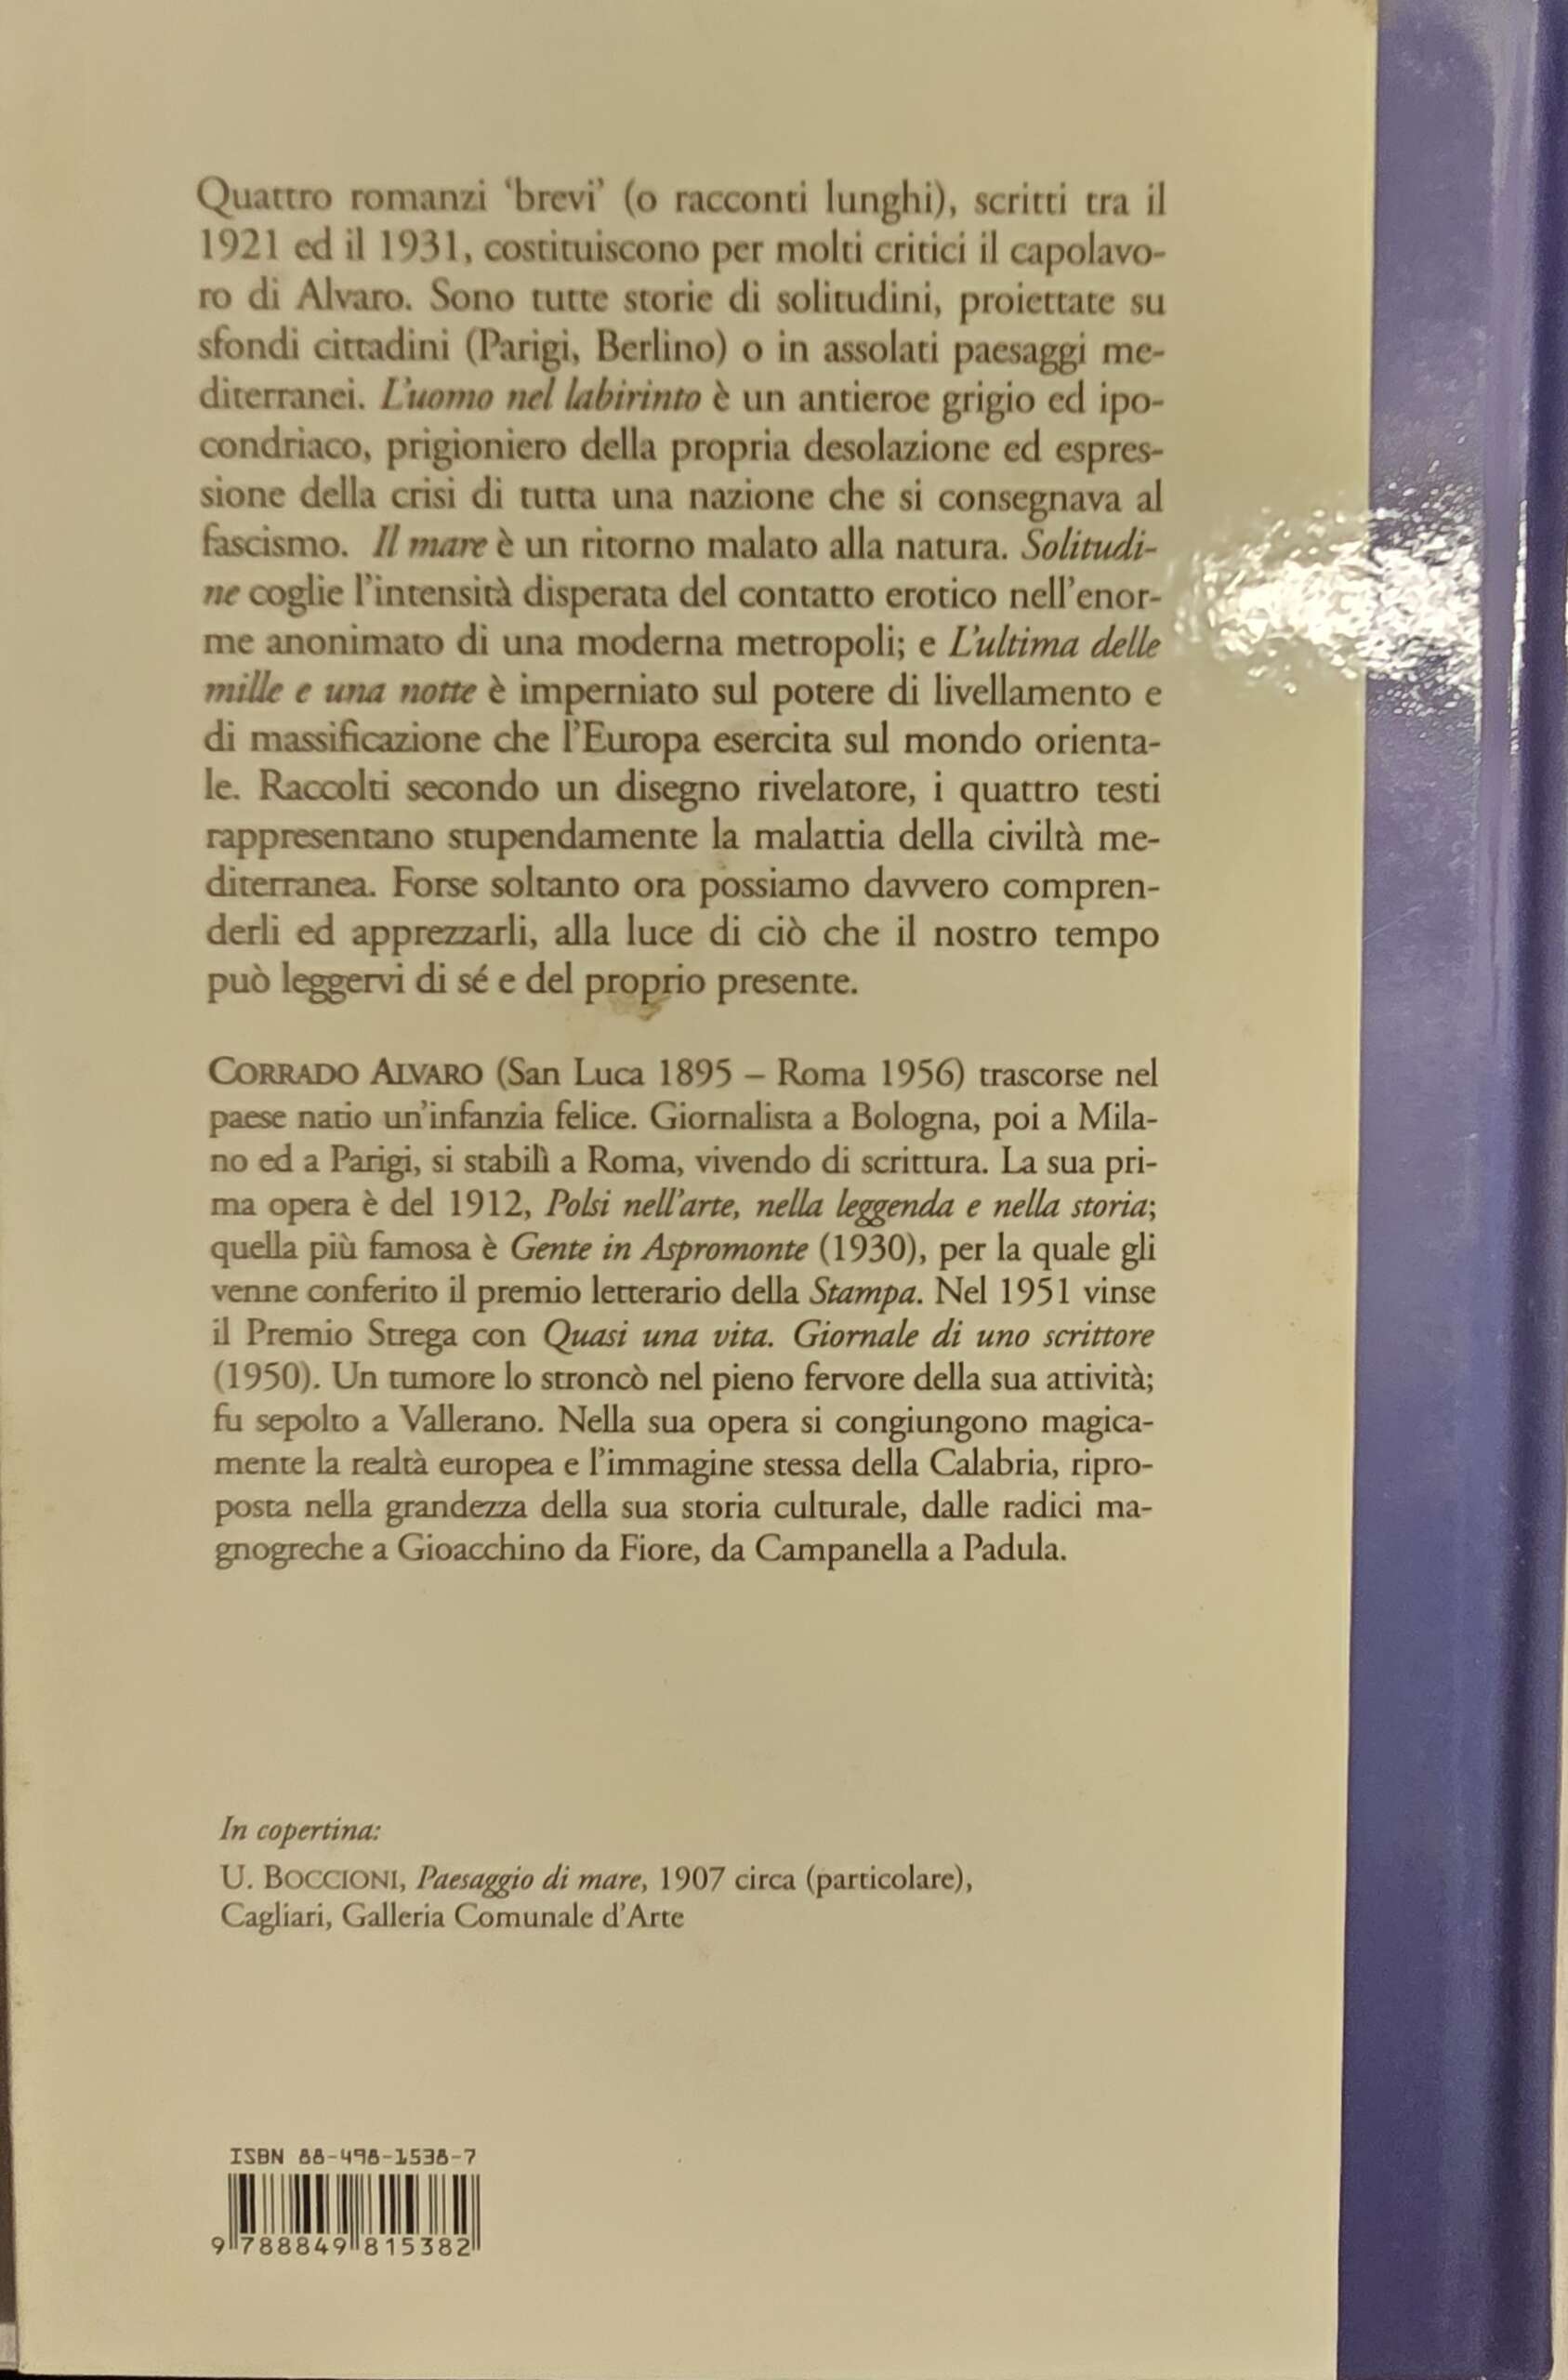 Quattro romanzi ‘brevi’ (o racconti lunghi), scritti tra il
1921 ed il 1931, costituiscono per molti critici il capolavo-
ro di Alvaro. Sono tutte storie di solitudini, proiettate su
sfondi cittadini (Parigi, Berlino) o in assolati paesaggi me-
diterranei. L’uomo nel labirinto è un antieroe grigio ed ipo-
condriaco, prigioniero della propria desolazione ed espres-
sione della crisi di tutta una nazione che si consegnava al
fascismo. Il mare è un ritorno malato alla natura. Solitudi-
ne coglie l’intensità disperata del contatto erotico nell’enor-
me anonimato di una moderna metropoli; e L’ultima delle
mille e una notte è imperniato sul potere di livellamento e
di massificazione che l’Europa esercita sul mondo orienta-
le. Raccolti secondo un disegno rivelatore, i quattro testi
rappresentano stupendamente la malattia della civiltà me-
diterranea. Forse soltanto ora possiamo davvero compren-
derli ed apprezzarli, alla luce di ciò che il nostro tempo
può leggervi di sé e del proprio presente.
CORRADO ALVARO (San Luca 1895 – Roma 1956) trascorse nel
paese natio un’infanzia felice. Giornalista a Bologna, poi a Mila-
no ed a Parigi, si stabilì a Roma, vivendo di scrittura. La sua pri-
ma opera è del 1912, Polsi nell’arte, nella leggenda e nella storia;
quella più famosa è Gente in Aspromonte (1930), per la quale gli
venne conferito il premio letterario della Stampa. Nel 1951 vinse
il Premio Strega con Quasi una vita. Giornale di uno scrittore
(1950). Un tumore lo stroncò nel pieno fervore della sua attività;
fu sepolto a Vallerano. Nella sua opera si congiungono magica-
mente la realtà europea e l’immagine stessa della Calabria, ripro-
posta nella grandezza della sua storia culturale, dalle radici ma-
gnogreche a Gioacchino da Fiore, da Campanella a Padula.
In copertina:
U. BOCCIONI, Paesaggio di mare, 1907 circa (particolare),
Cagliari, Galleria Comunale d’Arte
ISBN 88-498-1538-7
9 788849 815382